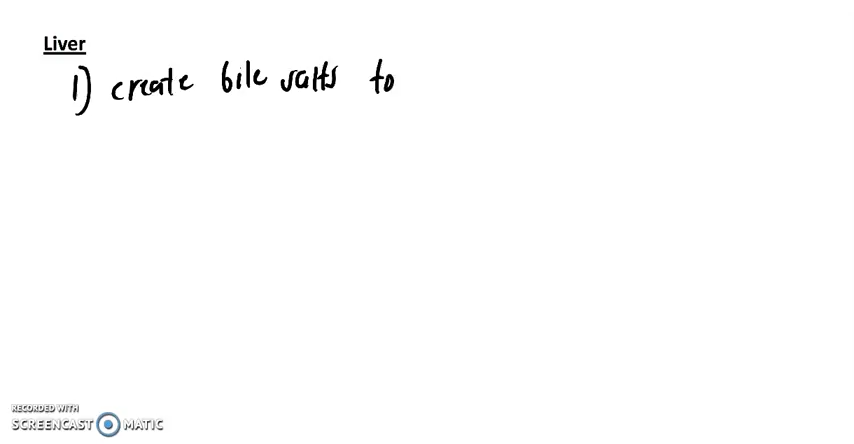 Liver
1) create bile salts to
RECORDED WITH
SCREENCAST MATIC